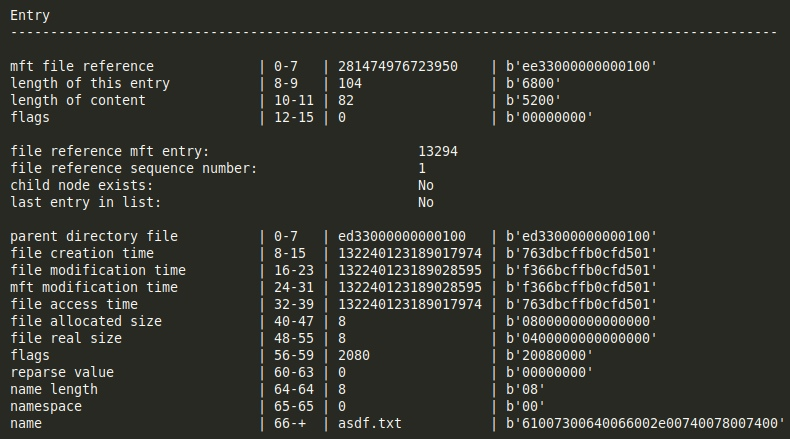 Entry
------------------------------------------------------------------------------------------------
mft file reference | 0-7 | 281474976723950 | b'ee33000000000100'
length of this entry | 8-9 | 104 | b'6800'
length of content | 10-11 | 82 | b'5200'
flags | 12-15 | 0 | b'00000000'
file reference mft entry: 13294
file reference sequence number: 1
child node exists: No
last entry in list: No
parent directory file | 0-7 | ed33000000000100 | b'ed33000000000100'
file creation time | 8-15 | 132240123189017974 | b'763dbcffb0cfd501'
file modification time | 16-23 | 132240123189028595 | b'f366bcffb0cfd501'
mft modification time | 24-31 | 132240123189028595 | b'f366bcffb0cfd501'
file access time | 32-39 | 132240123189017974 | b'763dbcffb0cfd501'
file allocated size | 40-47 | 8 | b'0800000000000000'
file real size | 48-55 | 8 | b'0400000000000000'
flags | 56-59 | 2080 | b'20080000'
reparse value | 60-63 | 0 | b'00000000'
name length | 64-64 | 8 | b'08'
namespace | 65-65 | 0 | b'00'
name | 66-+ | asdf.txt | b'61007300640066002e00740078007400'